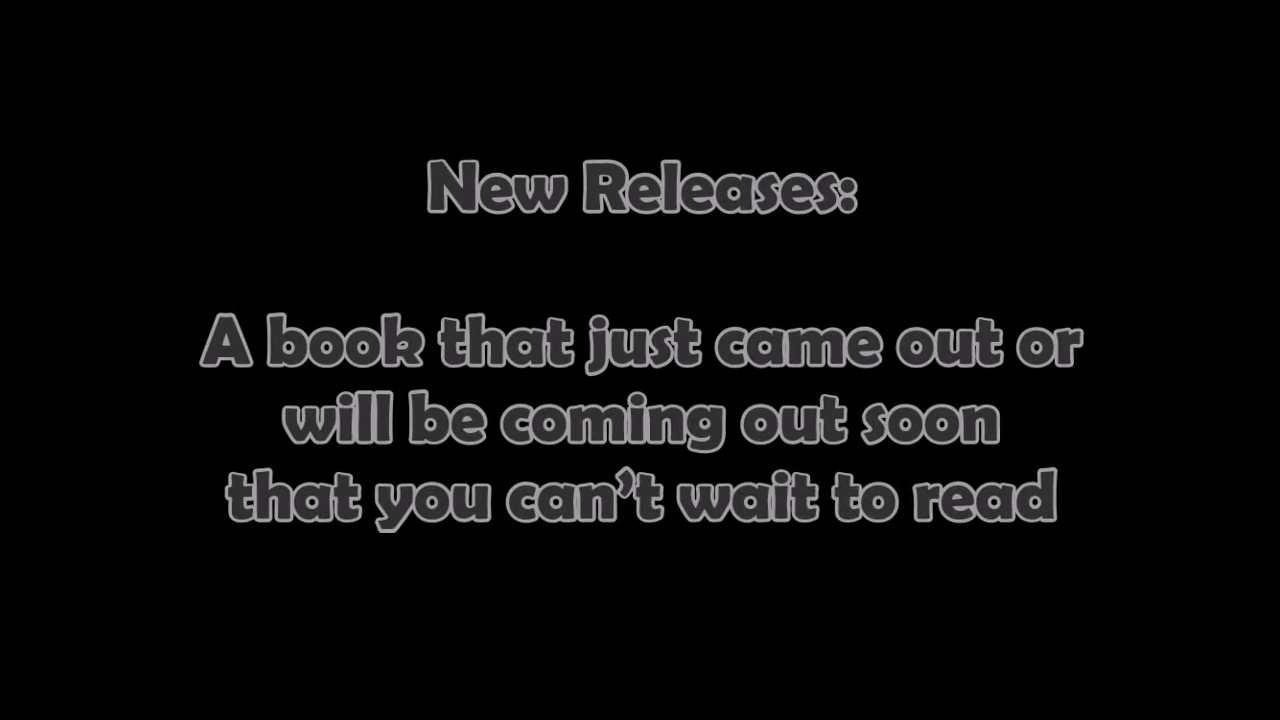 New Releases:
A book that just came out or
will be coming out soon
that you can’t wait to read